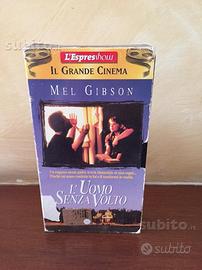 L'Espresshow
IL GRANDE CINEMA
MEL GIBSON
L'UOMO
SENZA VOLTO
subito
subito